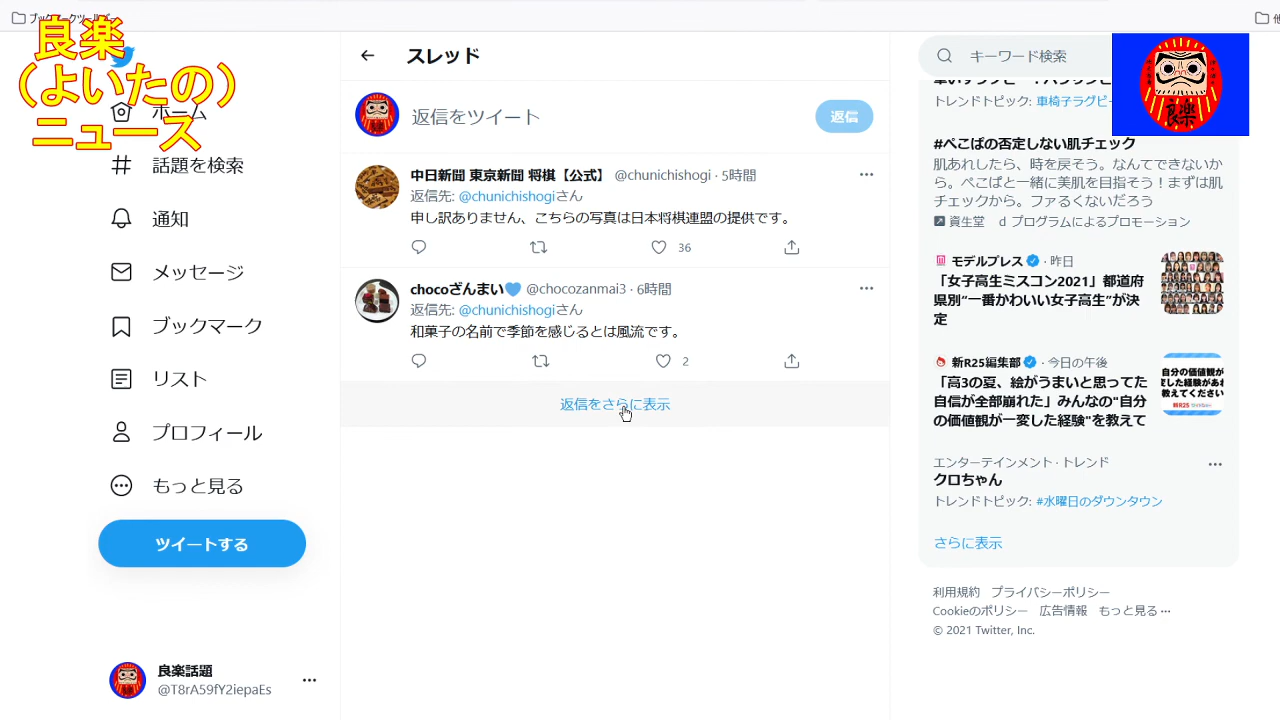 良楽
（よいたの）
ニュース
ホーム
話題を検索
通知
メッセージ
ブックマーク
リスト
プロフィール
もっと見る
ツイートする
良楽話題
@T8rA59fY2iepaEs
スレッド
返信をツイート
返信
中日新聞 東京新聞 将棋【公式】 @chunichishogi · 5時間
返信先: @chunichishogiさん
申し訳ありません、こちらの写真は日本将棋連盟の提供です。
36
chocoざんまい💙 @chocozanmai3 · 6時間
返信先: @chunichishogiさん
和菓子の名前で季節を感じるとは風流です。
2
返信をさらに表示
キーワード検索
良楽
トレンドトピック: 車椅子ラグビー
#ぺこぱの否定しない肌チェック
肌あれしたら、時を戻そう。なんてできないか
ら。ぺこぱと一緒に美肌を目指そう！まずは肌
チェックから。ファるくないだろう
資生堂 d プログラムによるプロモーション
モデルプレス · 昨日
「女子高生ミスコン2021」都道府
県別“一番かわいい女子高生”が決
定
新R25編集部 · 今日の午後
「高3の夏、絵がうまいと思ってた
自信が全部崩れた」みんなの"自分
の価値観が一変した経験"を教えて
エンターテインメント · トレンド
クロちゃん
トレンドトピック: #水曜日のダウンタウン
さらに表示
利用規約 プライバシーポリシー
Cookieのポリシー 広告情報 もっと見る ···
© 2021 Twitter, Inc.